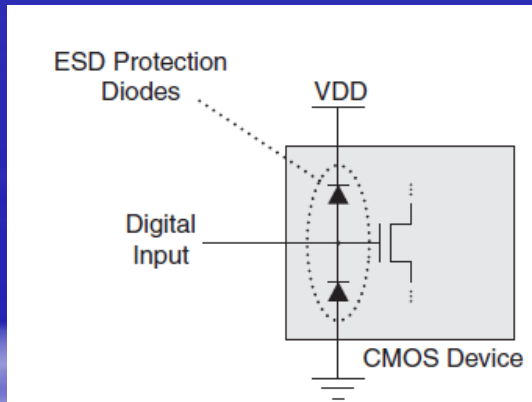 ESD Protection
Diodes
VDD
Digital
Input
CMOS Device